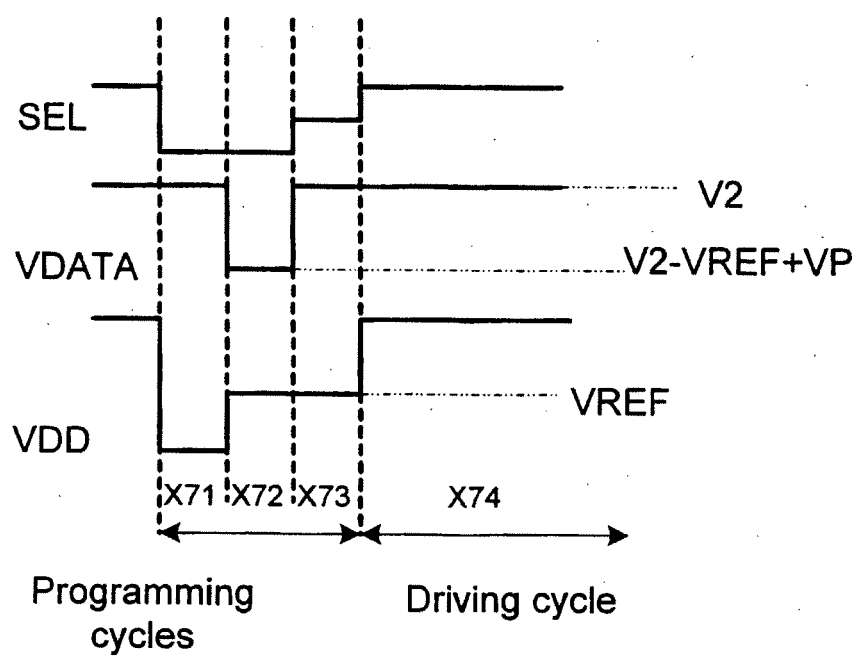 SEL
V2
VDATA
V2-VREF+VP
VREF
VDD
X71 X72 X73 X74
Programming cycles
Driving cycle